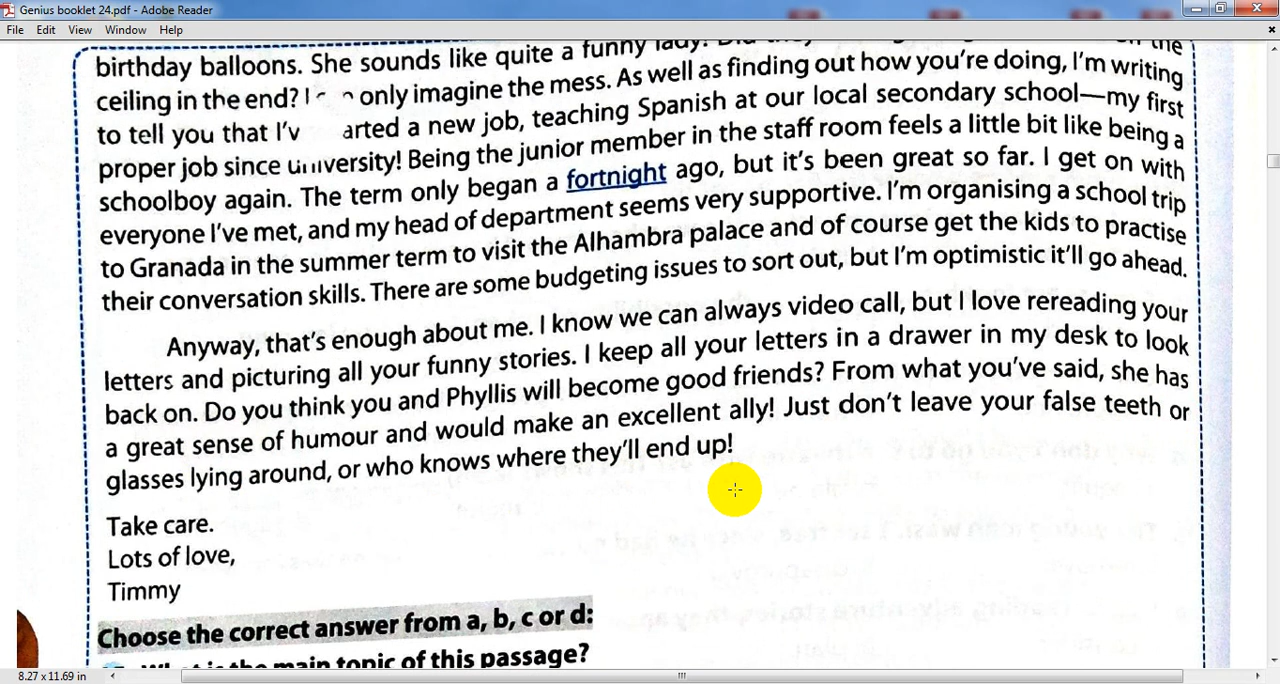 Genius booklet 24.pdf - Adobe Reader
File Edit View Window Help
birthday balloons. She sounds like quite a funny lady! the
ceiling in the end? I only imagine the mess. As well as finding out how you're doing, I'm writing
to tell you that I'v arted a new job, teaching Spanish at our local secondary school—my first
proper job since university! Being the junior member in the staff room feels a little bit like being a
schoolboy again. The term only began a fortnight ago, but it's been great so far. I get on with
everyone I've met, and my head of department seems very supportive. I'm organising a school trip
to Granada in the summer term to visit the Alhambra palace and of course get the kids to practise
their conversation skills. There are some budgeting issues to sort out, but I'm optimistic it'll go ahead.
Anyway, that's enough about me. I know we can always video call, but I love rereading your
letters and picturing all your funny stories. I keep all your letters in a drawer in my desk to look
back on. Do you think you and Phyllis will become good friends? From what you've said, she has
a great sense of humour and would make an excellent ally! Just don't leave your false teeth or
glasses lying around, or who knows where they'll end up!
Take care.
Lots of love,
Timmy
Choose the correct answer from a, b, c or d:
What is the main topic of this passage?
8.27 x 11.69 in